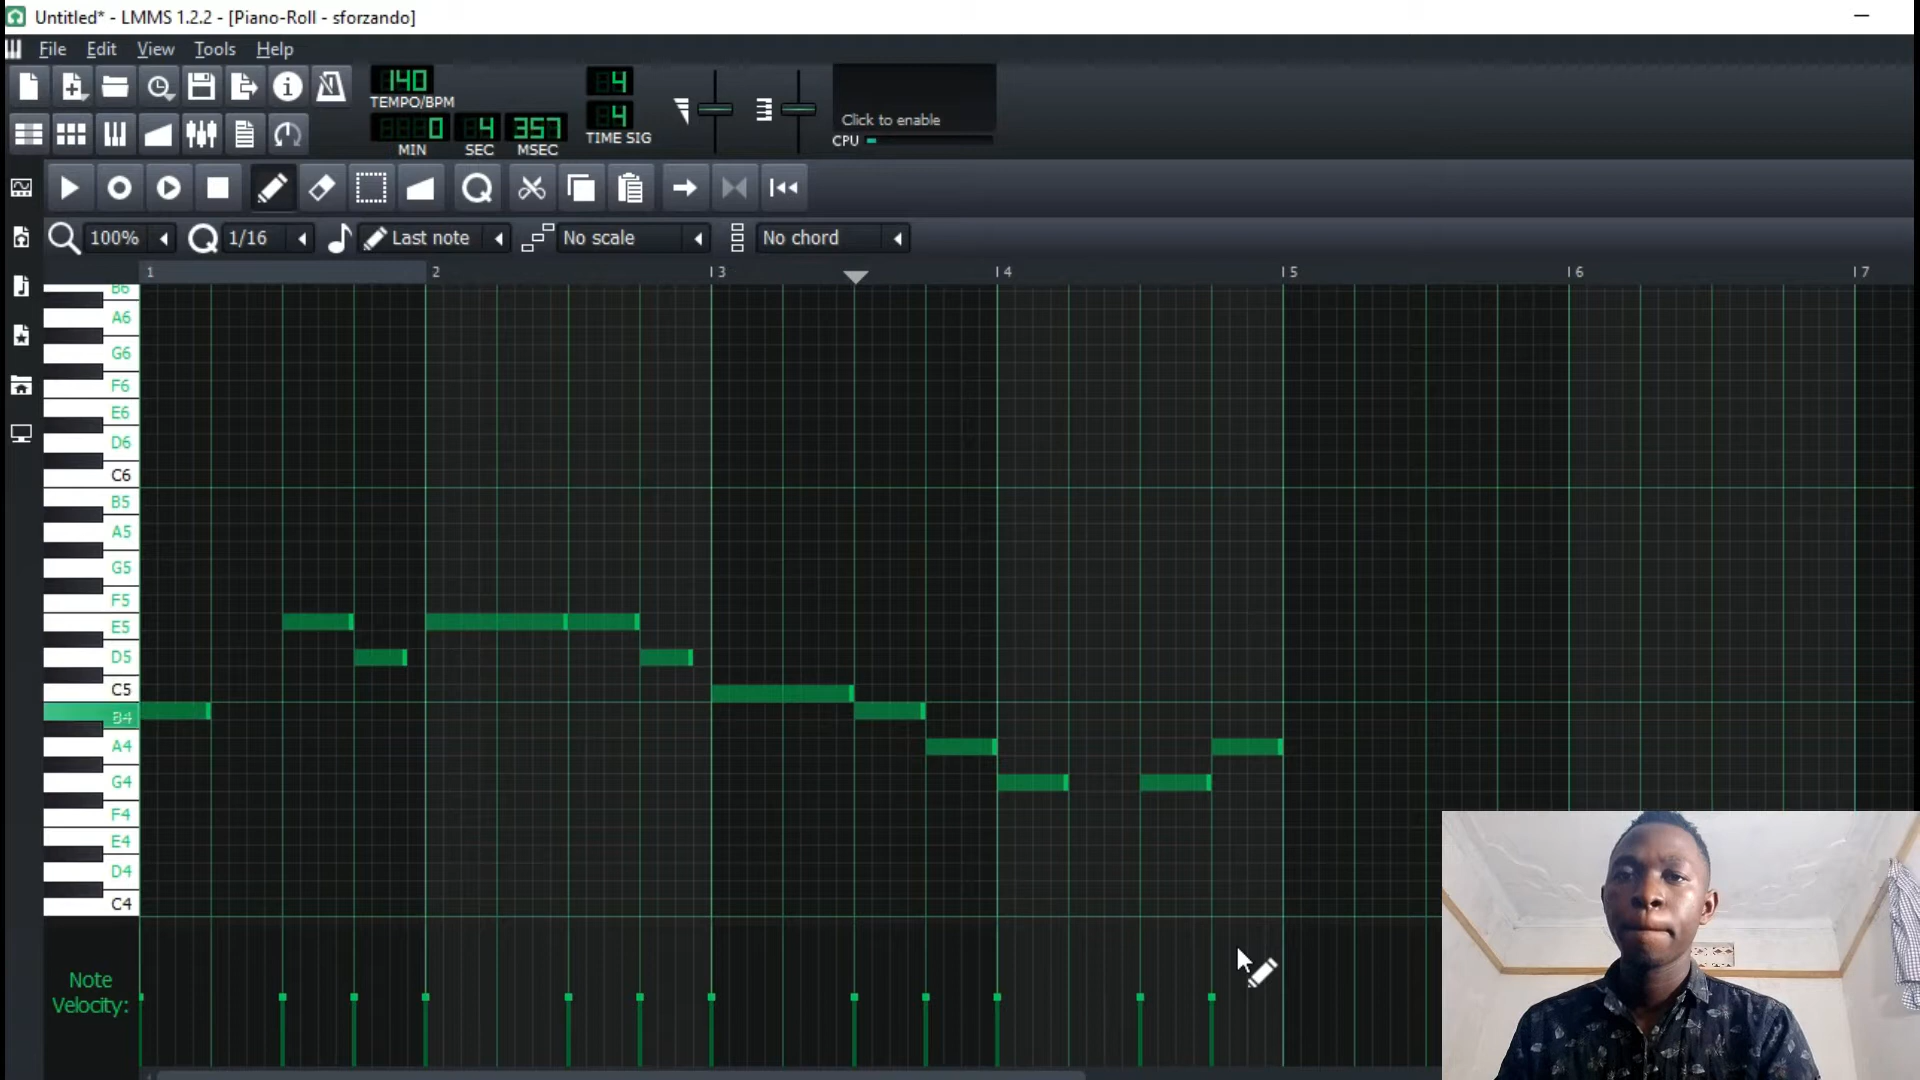 Untitled* - LMMS 1.2.2 - [Piano-Roll - sforzando]
File Edit View Tools Help
140
TEMPO/BPM
0 4 357
MIN SEC MSEC
4
4
TIME SIG
Click to enable
CPU
100% 1/16 Last note No scale No chord
1 2 3 4 5 6 7
B6
A6
G6
F6
E6
D6
C6
B5
A5
G5
F5
E5
D5
C5
B4
A4
G4
F4
E4
D4
C4
Note
Velocity: